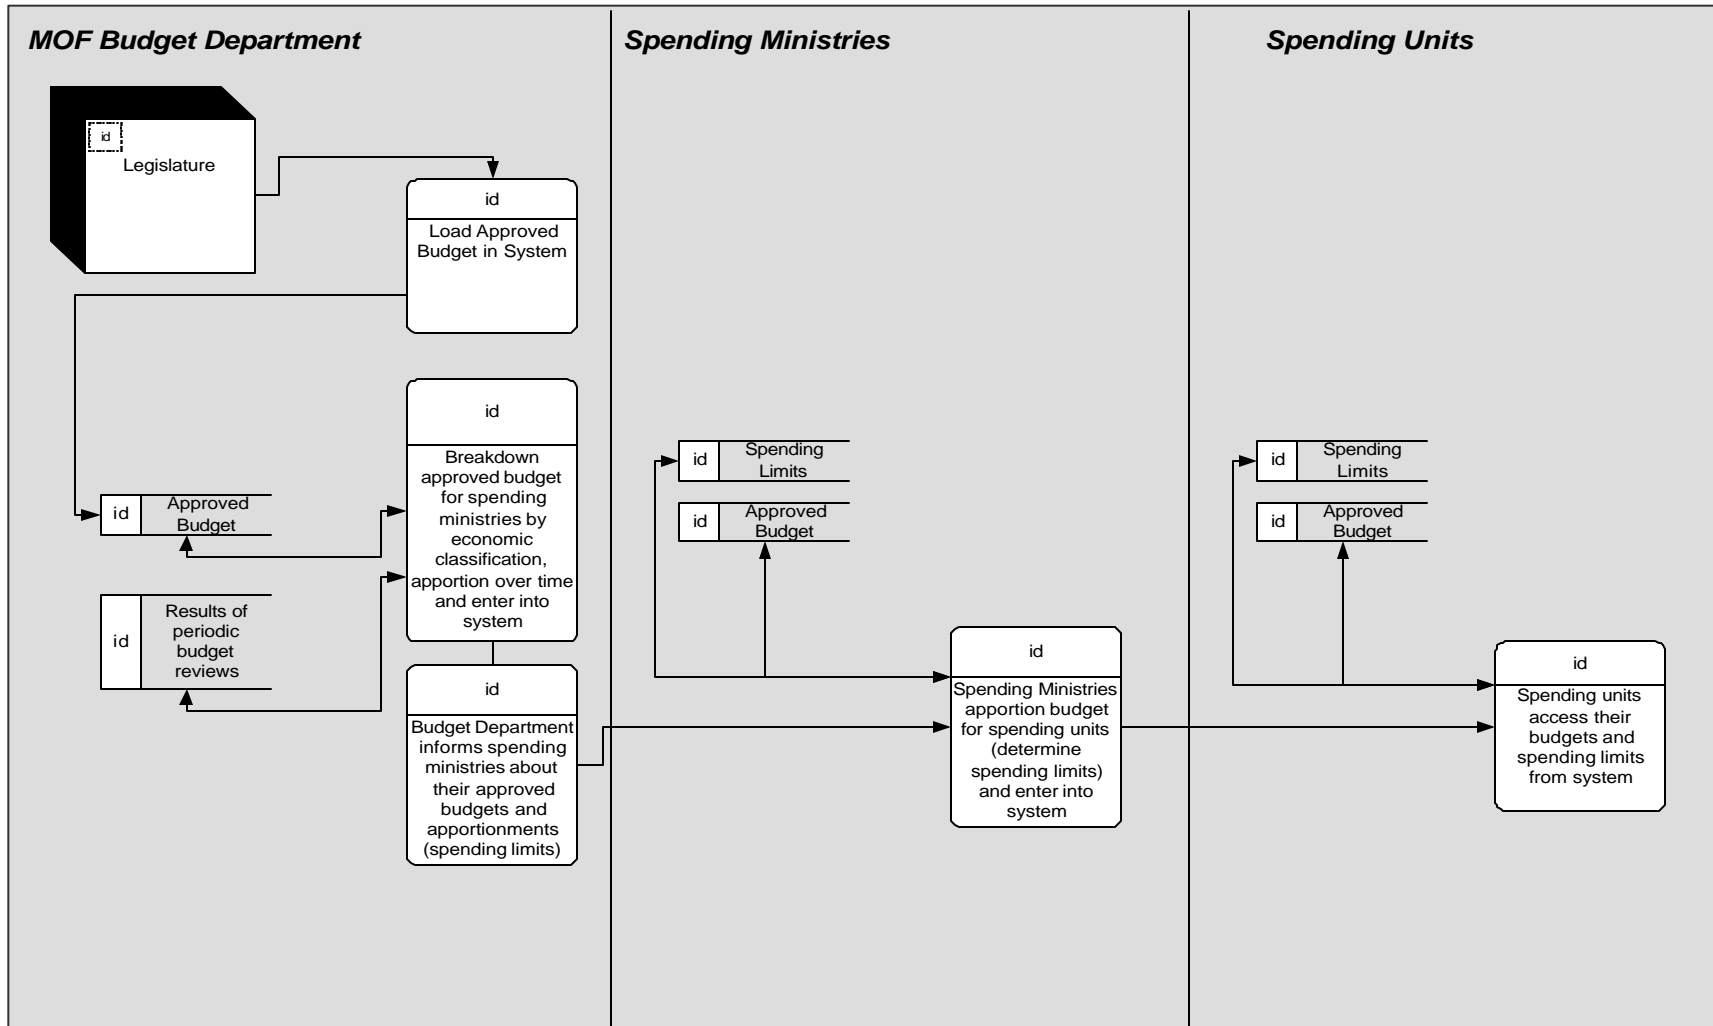 MOF Budget Department
Spending Ministries
Spending Units
id
Legislature
id
Load Approved
Budget in System
id
Breakdown
approved budget
for spending
ministries by
economic
classification,
apportion over time
and enter into
system
id
Approved
Budget
id
Results of
periodic
budget
reviews
id
Budget Department
informs spending
ministries about
their approved
budgets and
apportionments
(spending limits)
id
Spending
Limits
id
Approved
Budget
id
Spending Ministries
apportion budget
for spending units
(determine
spending limits)
and enter into
system
id
Spending
Limits
id
Approved
Budget
id
Spending units
access their
budgets and
spending limits
from system